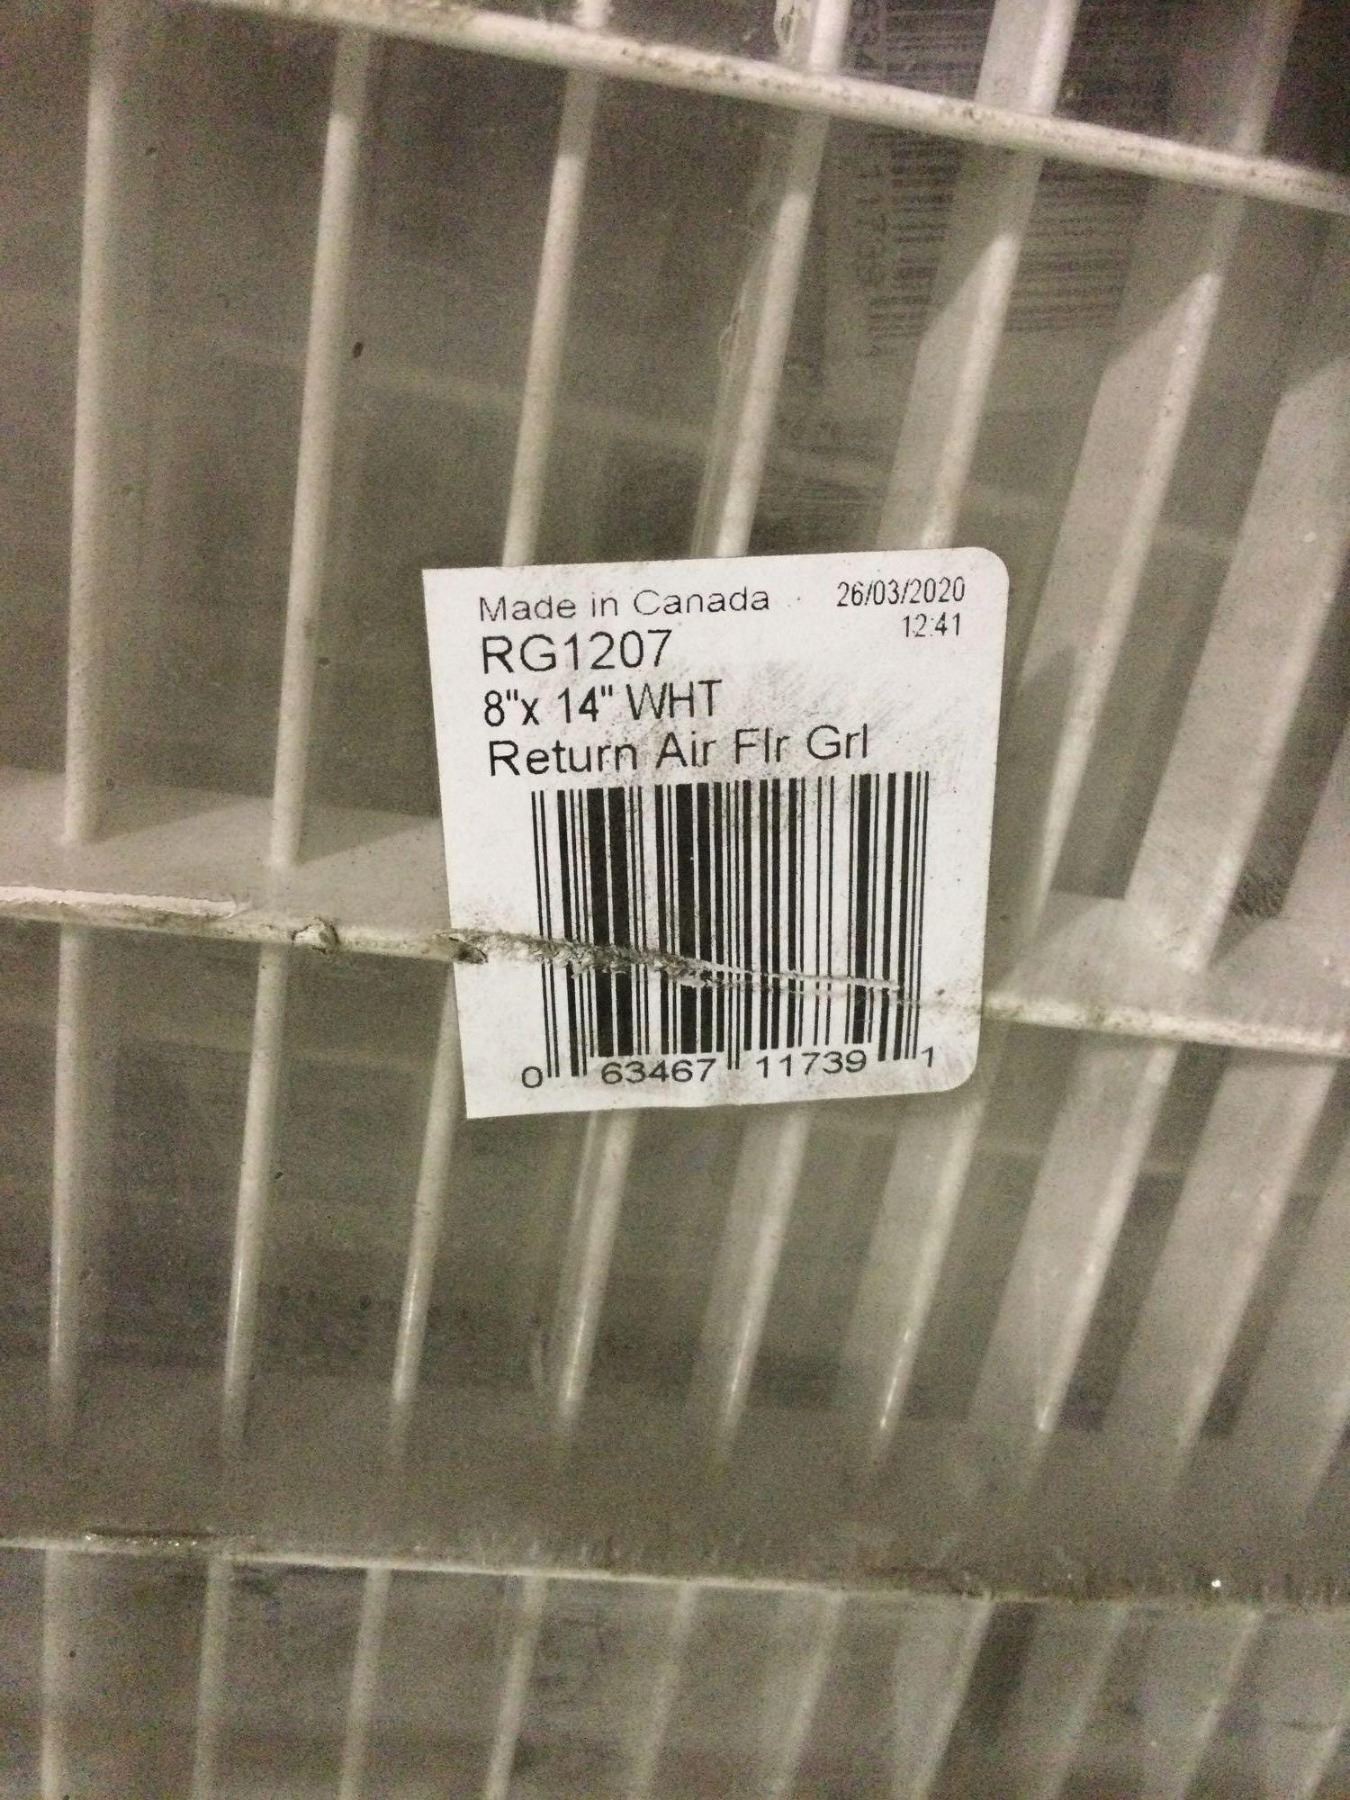 Made in Canada 26/03/2020
12:41
RG1207
8"x 14" WHT
Return Air Flr Grl
0 63467 11739 1